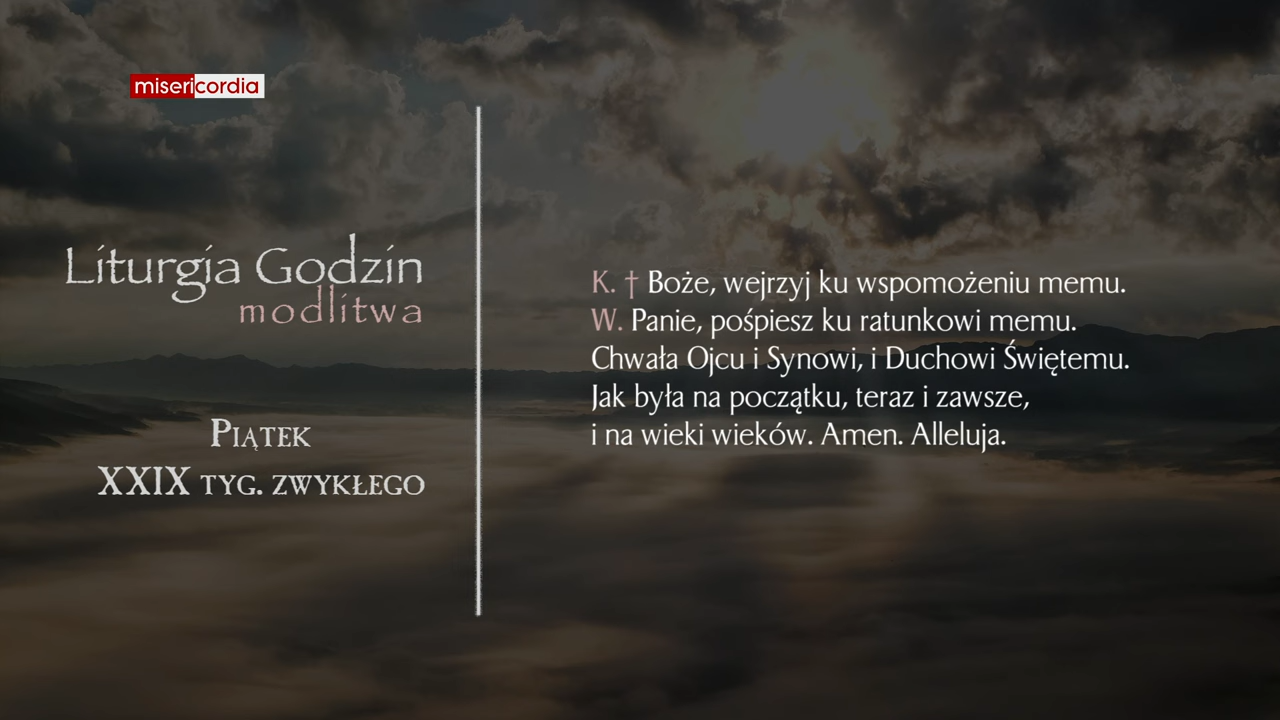 misericordia
Liturgia Godzin
modlitwa
Piątek
XXIX tyg. zwykłego
K. † Boże, wejrzyj ku wspomożeniu memu.
W. Panie, pośpiesz ku ratunkowi memu.
Chwała Ojcu i Synowi, i Duchowi Świętemu.
Jak była na początku, teraz i zawsze,
i na wieki wieków. Amen. Alleluja.